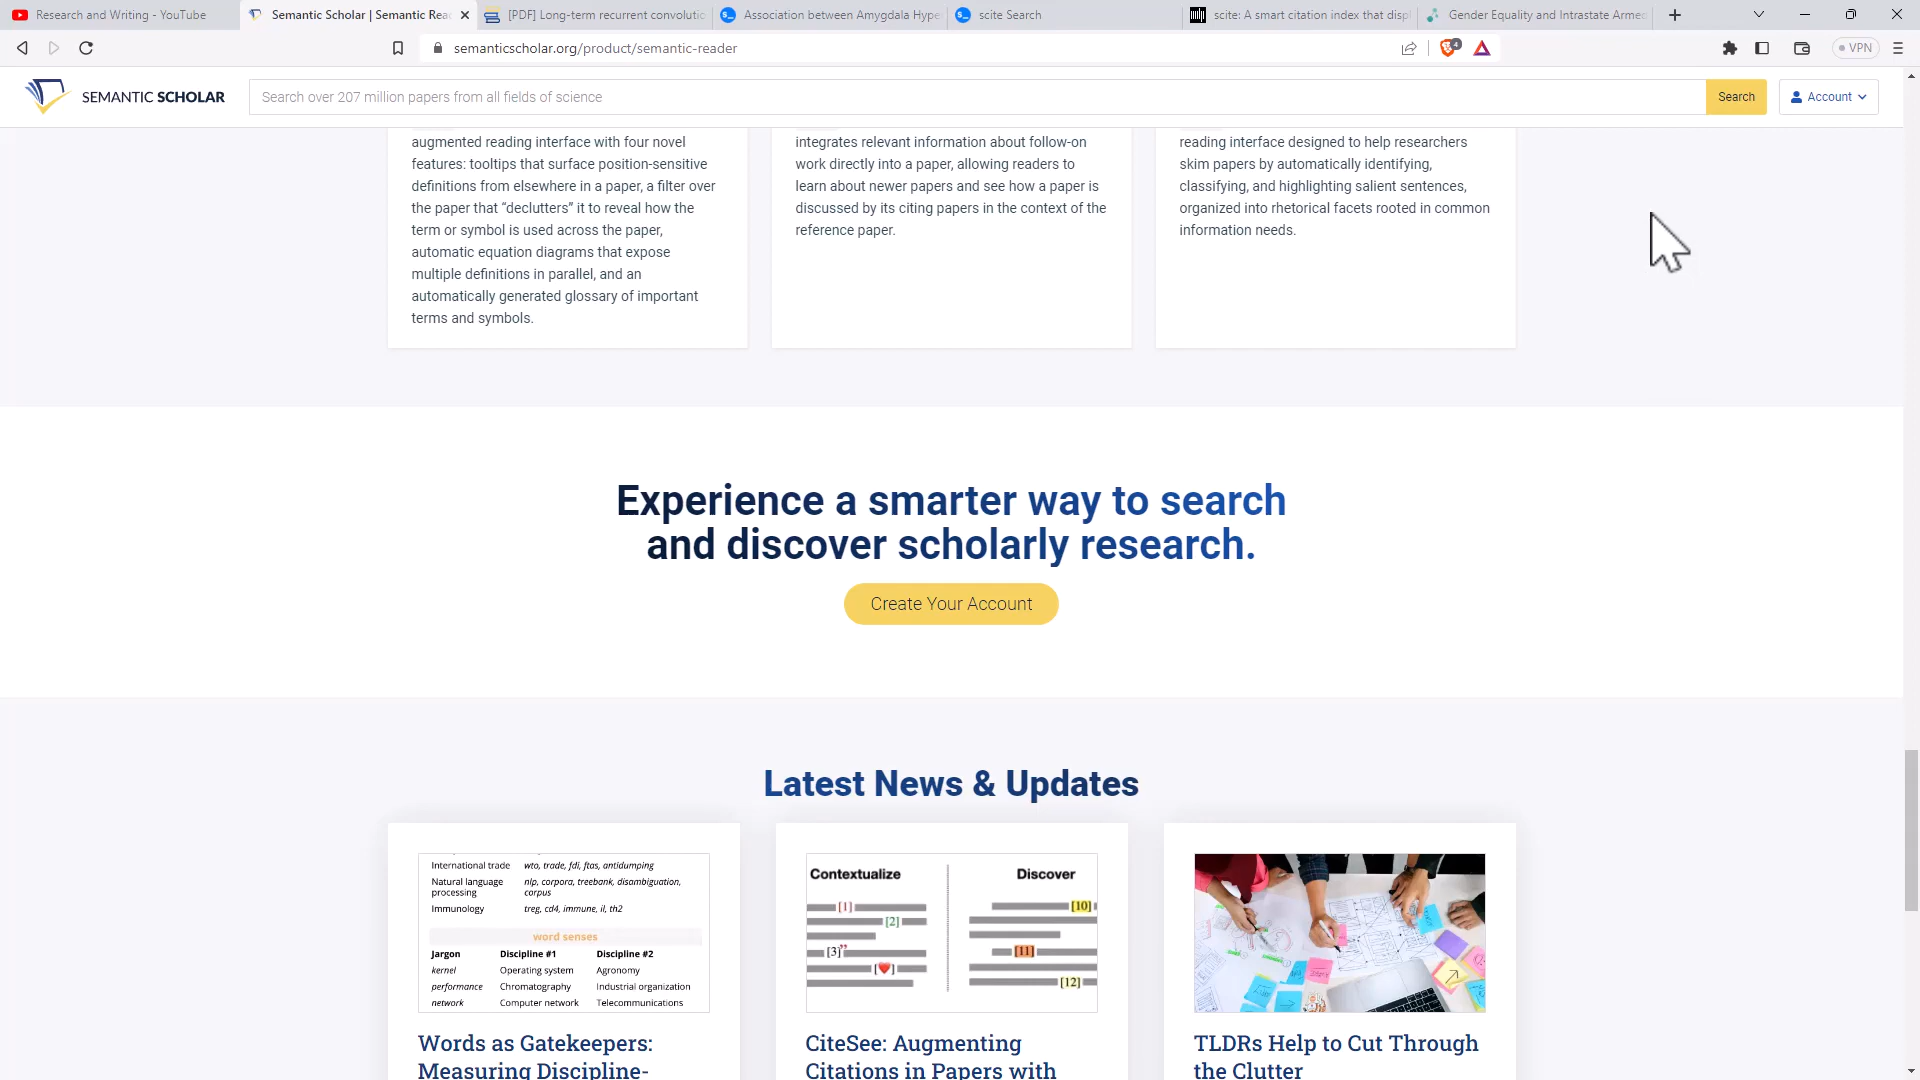 Research and Writing - YouTube
Semantic Scholar | Semantic Rea
[PDF] Long-term recurrent convolutic
Association between Amygdala Hype
scite Search
scite: A smart citation index that displ
Gender Equality and Intrastate Armed
semanticscholar.org/product/semantic-reader
4
VPN
SEMANTIC SCHOLAR
Search over 207 million papers from all fields of science
Search
Account
augmented reading interface with four novel
features: tooltips that surface position-sensitive
definitions from elsewhere in a paper, a filter over
the paper that “declutters” it to reveal how the
term or symbol is used across the paper,
automatic equation diagrams that expose
multiple definitions in parallel, and an
automatically generated glossary of important
terms and symbols.
integrates relevant information about follow-on
work directly into a paper, allowing readers to
learn about newer papers and see how a paper is
discussed by its citing papers in the context of the
reference paper.
reading interface designed to help researchers
skim papers by automatically identifying,
classifying, and highlighting salient sentences,
organized into rhetorical facets rooted in common
information needs.
Experience a smarter way to search
and discover scholarly research.
Create Your Account
Latest News & Updates
International trade wto, trade, fdi, ftas, antidumping
Natural language processing nlp, corpora, treebank, disambiguation, corpus
Immunology treg, cd4, immune, il, th2
word senses
Jargon Discipline #1 Discipline #2
kernel Operating system Agronomy
performance Chromatography Industrial organization
network Computer network Telecommunications
Words as Gatekeepers:
Measuring Discipline-
Contextualize Discover
[1] [10]
[2]
[3]” [11]
[❤]
[12]
CiteSee: Augmenting
Citations in Papers with
TLDRs Help to Cut Through
the Clutter